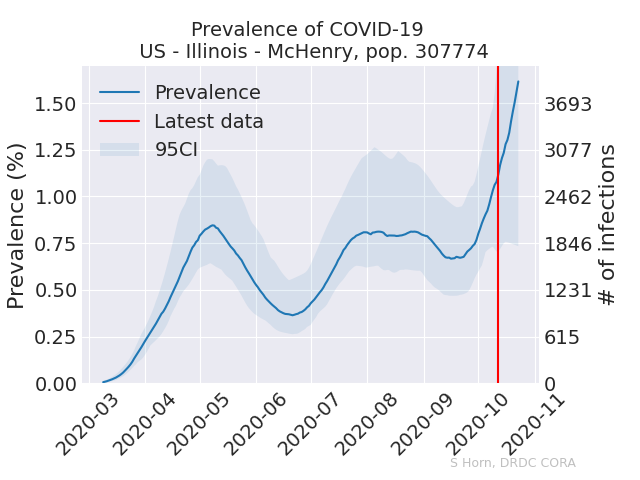 Prevalence of COVID-19
US - Illinois - McHenry, pop. 307774
Prevalence
Latest data
95CI
Prevalence (%)
1.50
1.25
1.00
0.75
0.50
0.25
0.00
3693
3077
2462
1846
1231
615
0
# of infections
2020-03
2020-04
2020-05
2020-06
2020-07
2020-08
2020-09
2020-10
2020-11
S Horn, DRDC CORA